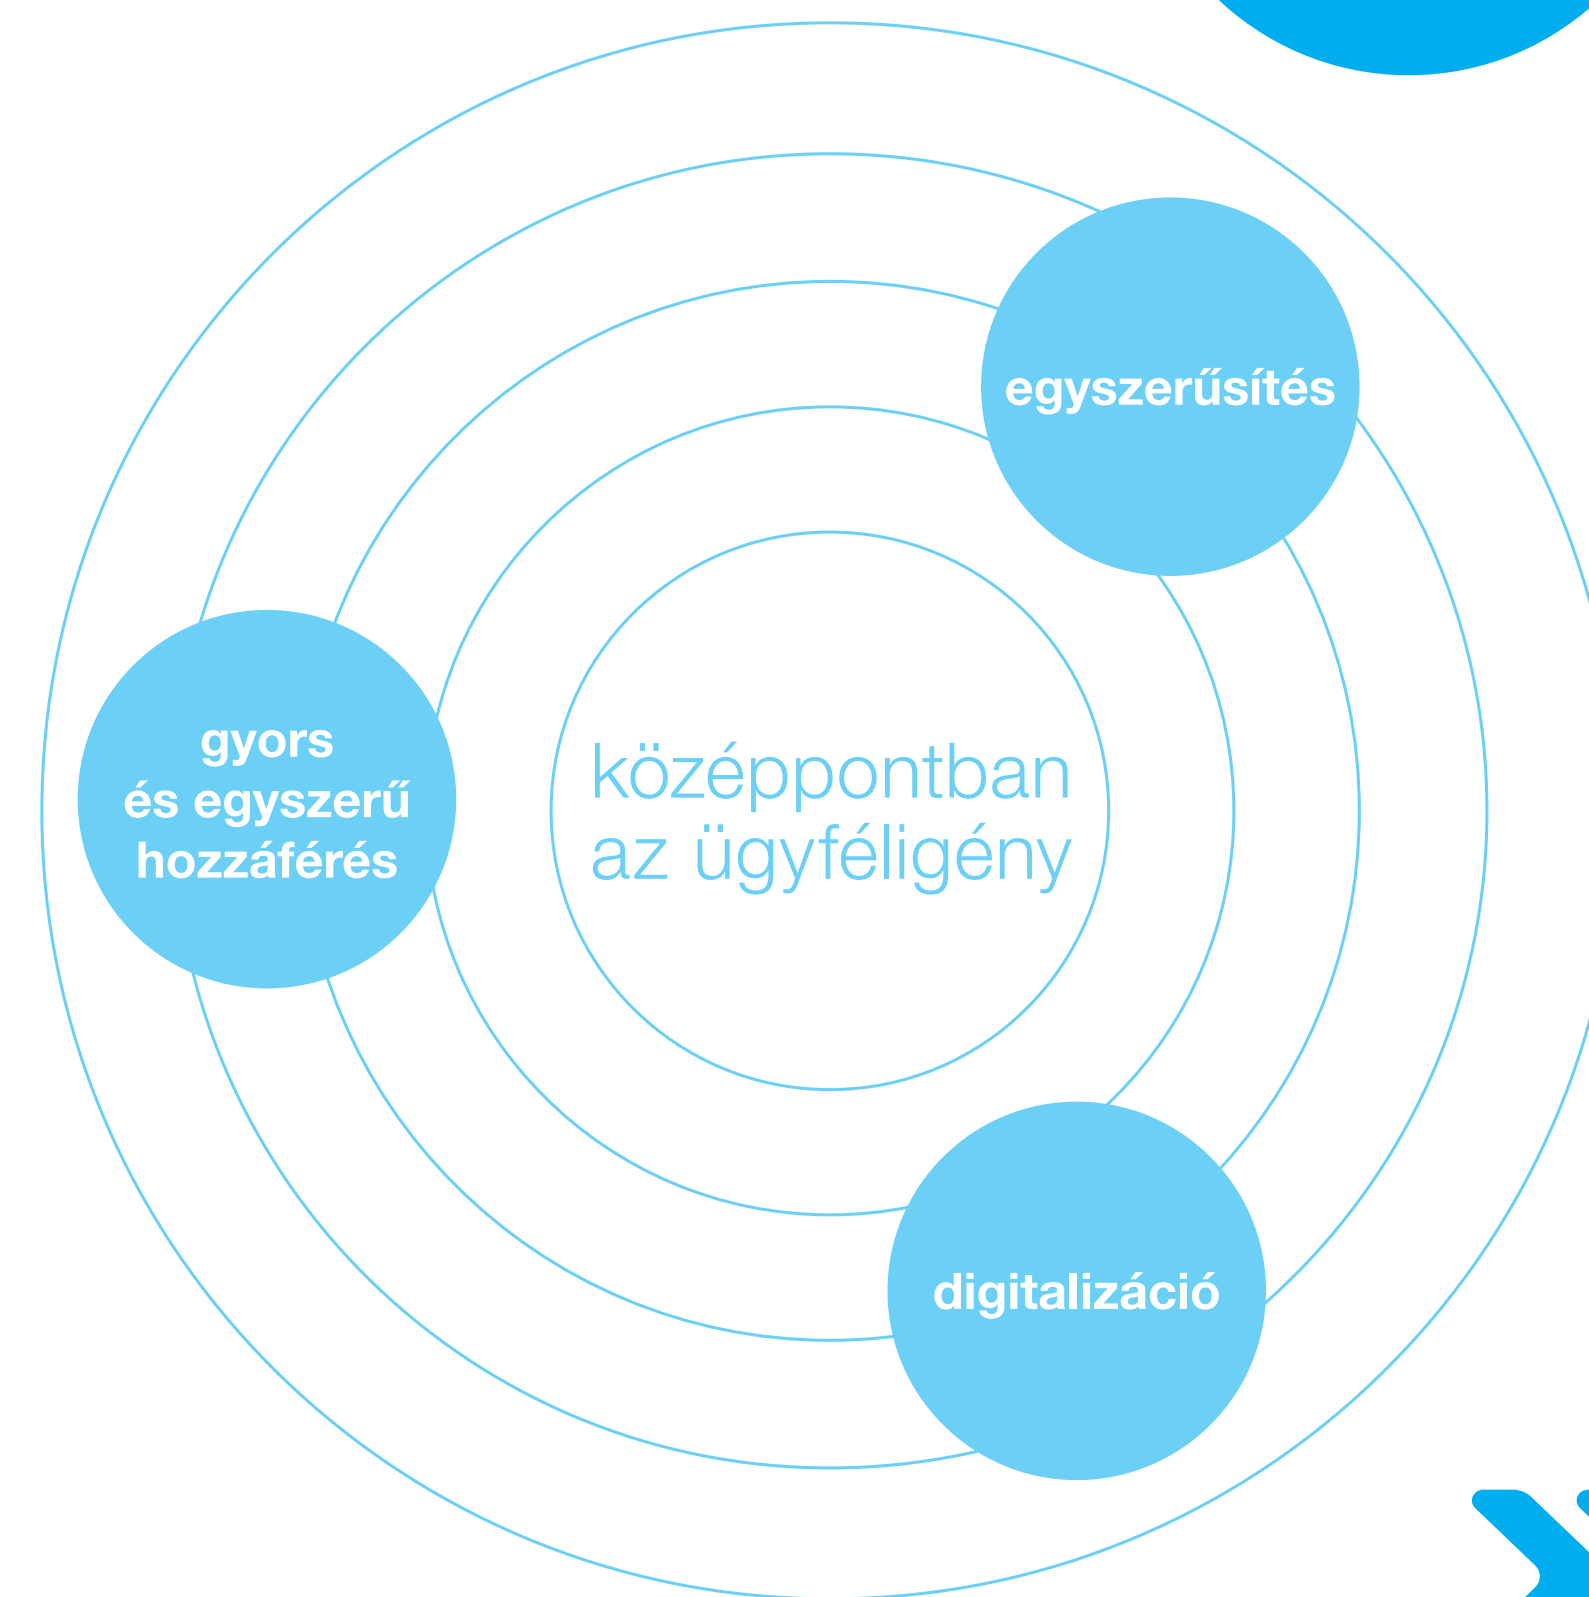 egyszerűsítés
gyors
és egyszerű
hozzáférés
középpontban
az ügyféligény
digitalizáció